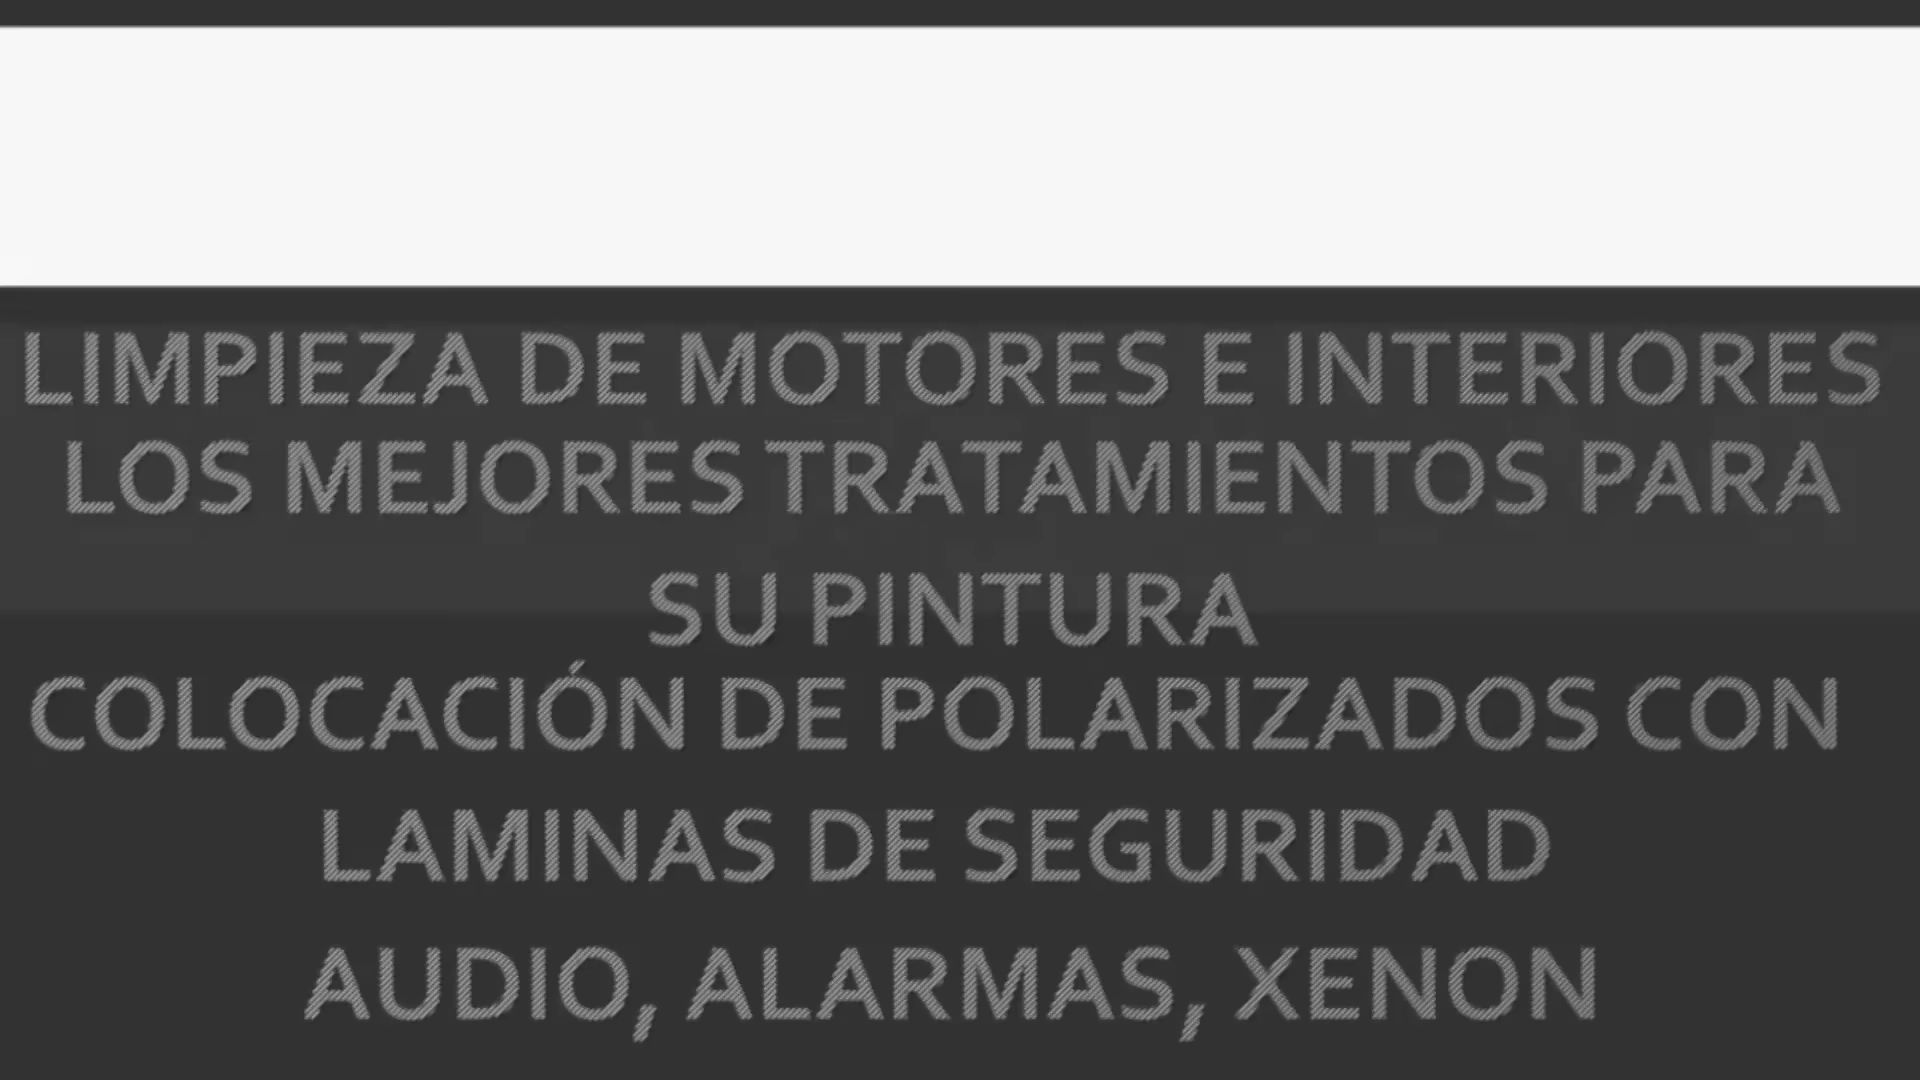 LIMPIEZA DE MOTORES E INTERIORES
LOS MEJORES TRATAMIENTOS PARA
SU PINTURA
COLOCACIÓN DE POLARIZADOS CON
LAMINAS DE SEGURIDAD
AUDIO, ALARMAS, XENON